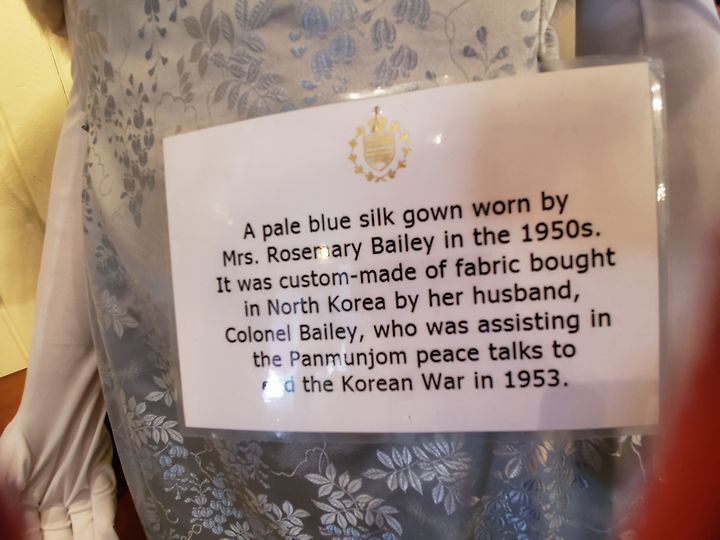 A pale blue silk gown worn by
Mrs. Rosemary Bailey in the 1950s.
It was custom-made of fabric bought
in North Korea by her husband,
Colonel Bailey, who was assisting in
the Panmunjom peace talks to
end the Korean War in 1953.